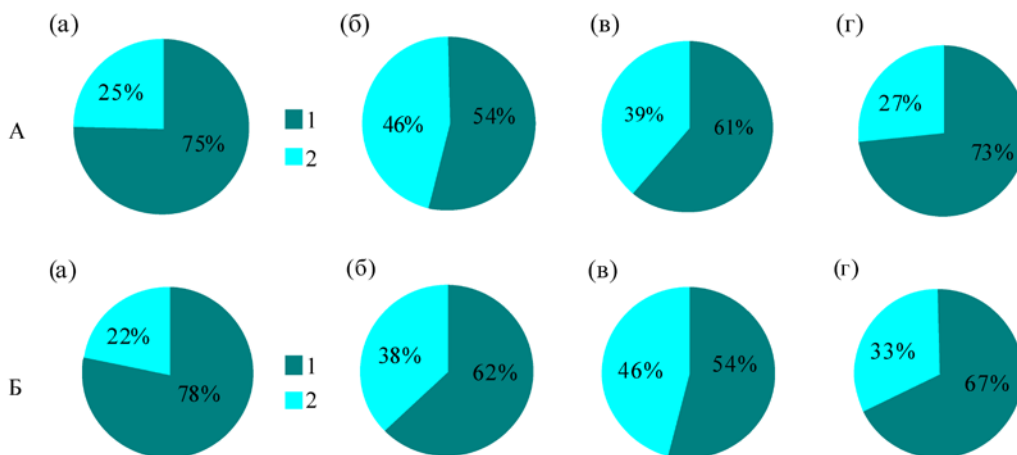 (а) (б) (в) (г)
А 25% 75% 1 2 46% 54% 39% 61% 27% 73%
(а) (б) (в) (г)
Б 22% 78% 1 2 38% 62% 46% 54% 33% 67%